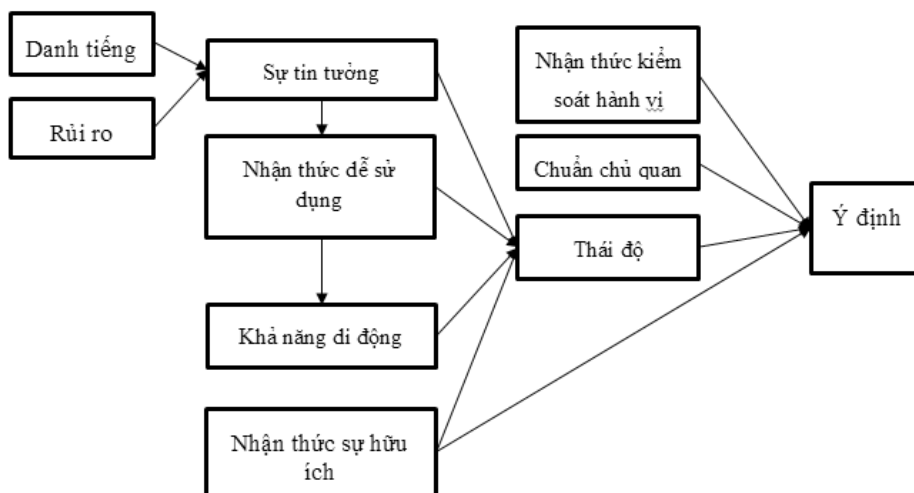 Danh tiếng
Rủi ro
Sự tin tưởng
Nhận thức dễ sử
dụng
Khả năng di động
Nhận thức sự hữu
ích
Nhận thức kiểm
soát hành vị
Chuẩn chủ quan
Thái độ
Ý định